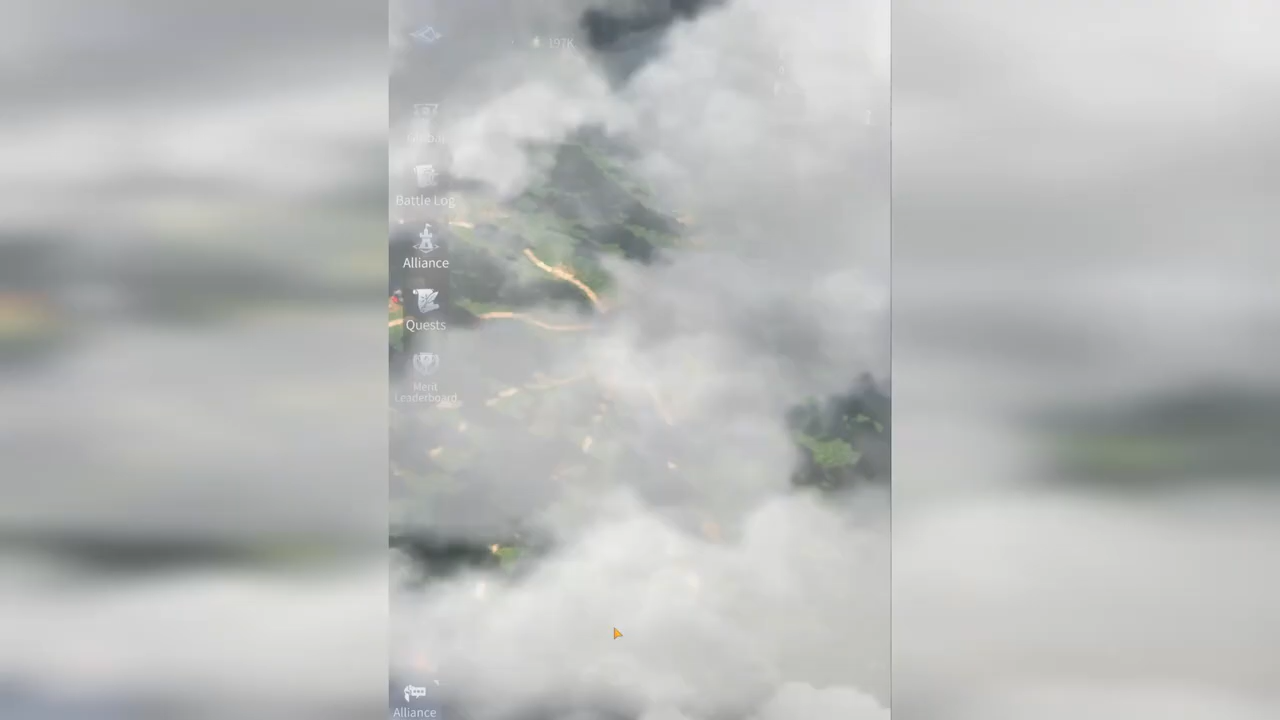 197K
Battle Log
Alliance
Quests
Merit
Leaderboard
Alliance